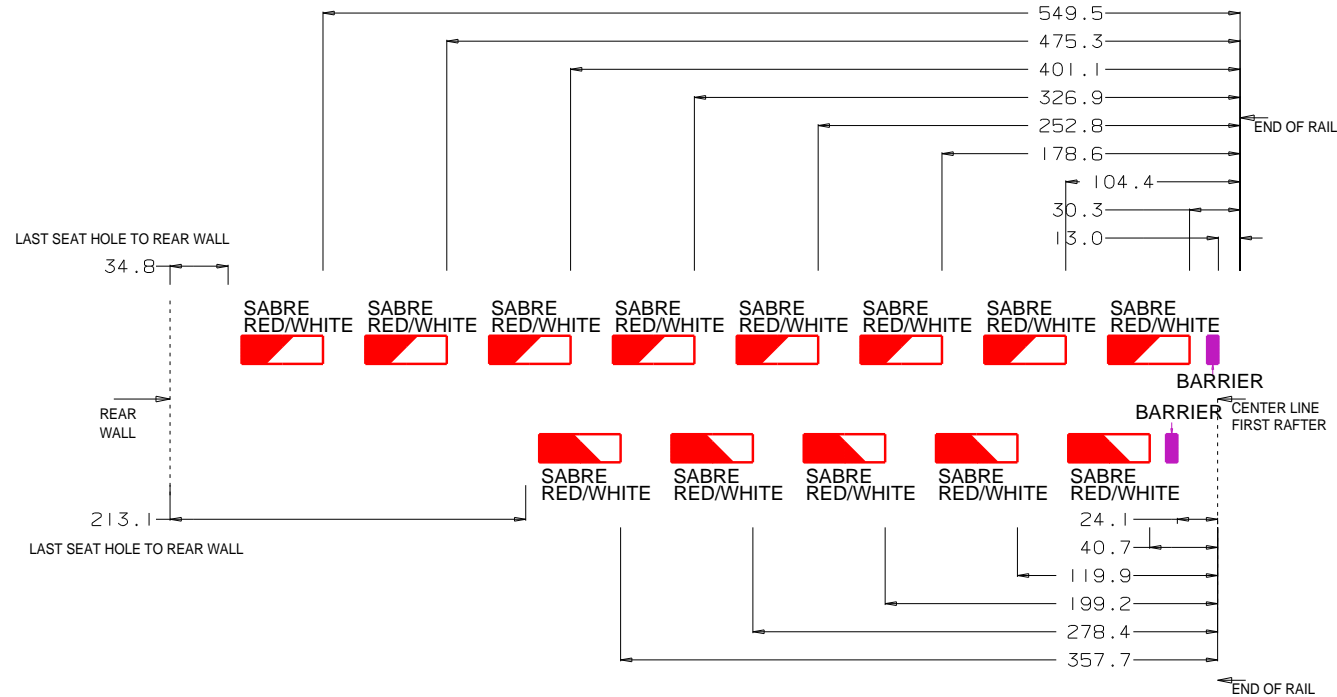 549.5
475.3
401.1
326.9
252.8
END OF RAIL
178.6
104.4
30.3
13.0
LAST SEAT HOLE TO REAR WALL
34.8
SABRE
RED/WHITE
SABRE
RED/WHITE
SABRE
RED/WHITE
SABRE
RED/WHITE
SABRE
RED/WHITE
SABRE
RED/WHITE
SABRE
RED/WHITE
SABRE
RED/WHITE
BARRIER
REAR
WALL
BARRIER
CENTER LINE
FIRST RAFTER
SABRE
RED/WHITE
SABRE
RED/WHITE
SABRE
RED/WHITE
SABRE
RED/WHITE
SABRE
RED/WHITE
213.1
LAST SEAT HOLE TO REAR WALL
24.1
40.7
119.9
199.2
278.4
357.7
END OF RAIL